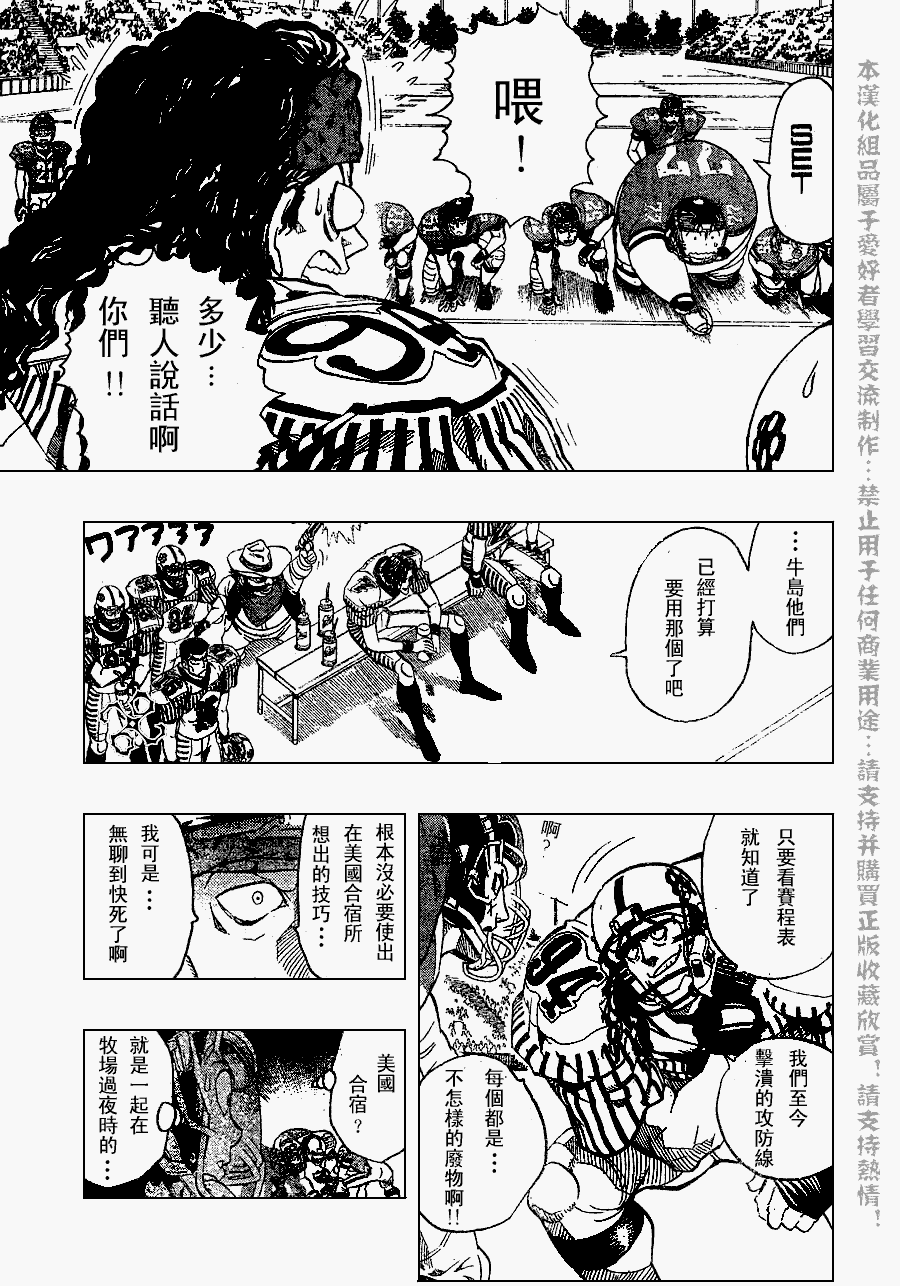 SET
喂！
多少…
聽人說話啊
你們!!
…牛島他們
已經打算
要用那個了吧
ワアアアア
只要看賽程表
就知道了
啊？
我們至今
擊潰的攻防線
每個都是…
不怎樣的廢物啊!!
根本沒必要使出
在美國合宿所
想出的技巧…
我可是…
無聊到快死了啊
美國
合宿？
就是一起在
牧場過夜時的…
77
94
21
本漢化組品屬于愛好者學習交流制作…禁止用于任何商業用途…請支持并購買正版收藏欣賞！請支持熱情！